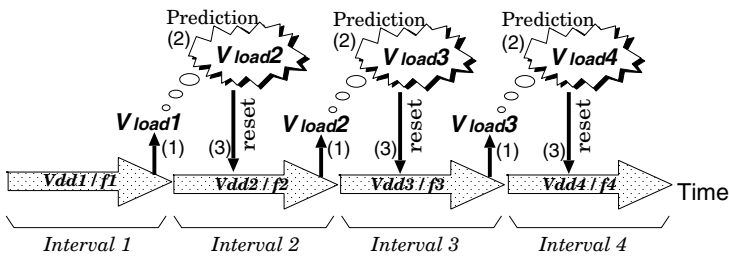 Prediction Prediction Prediction
(2) V load2 (2) V load3 (2) V load4
V load1 reset V load2 reset V load3 reset
(1) (3) (1) (3) (1) (3)
Vdd1 / f1 Vdd2 / f2 Vdd3 / f3 Vdd4 / f4 Time
Interval 1 Interval 2 Interval 3 Interval 4